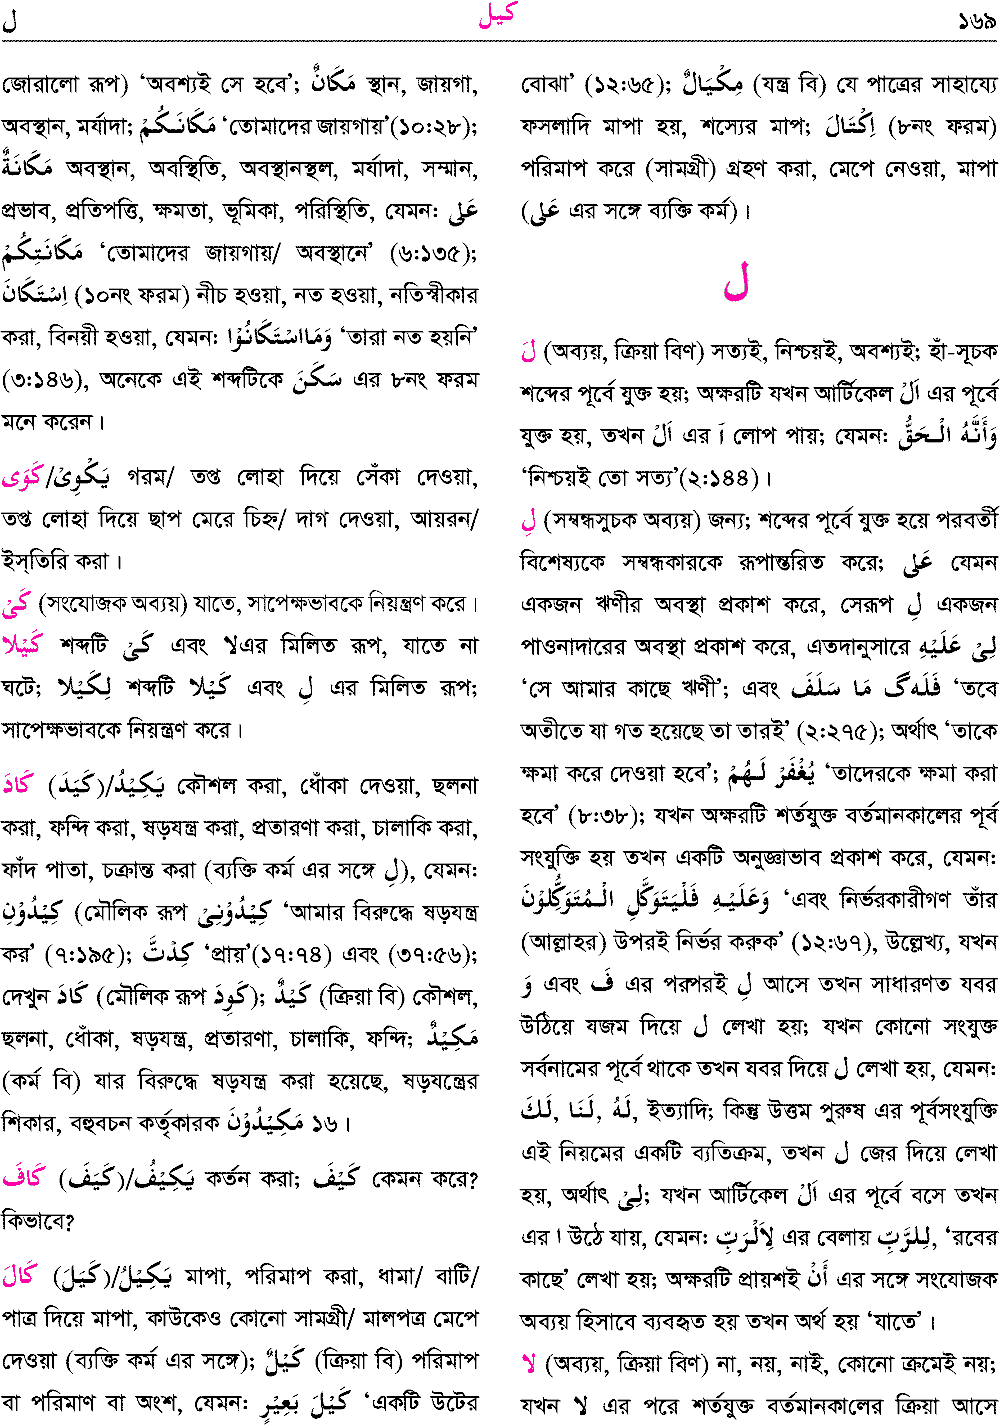 ل كيل ১৬৯
জোরালো রূপ) ‘অবশ্যই সে হবে’; مَكَانٌ স্থান, জায়গা,
অবস্থান, মর্যাদা; مَكَانَـكُـمْ ‘তোমাদের জায়গায়’(১০:২৮);
مَكَانَةٌ অবস্থান, অবস্থিতি, অবস্থানস্থল, মর্যাদা, সম্মান,
প্রভাব, প্রতিপত্তি, ক্ষমতা, ভূমিকা, পরিস্থিতি, যেমন: عَلٰى
مَكَانَتِكُمْ ‘তোমাদের জায়গায়/ অবস্থানে’ (৬:১৩৫);
اِسْتَكَانَ (১০নং ফরম) নীচ হওয়া, নত হওয়া, নতিস্বীকার
করা, বিনয়ী হওয়া, যেমন: وَمَااسْتَكَانُوْا ‘তারা নত হয়নি’
(৩:১৪৬), অনেকে এই শব্দটিকে سَكَنَ এর ৮নং ফরম
মনে করেন।
كَوَى/يَكْوِىْ গরম/ তপ্ত লোহা দিয়ে সেঁকা দেওয়া,
তপ্ত লোহা দিয়ে ছাপ মেরে চিহ্ন/ দাগ দেওয়া, আয়রন/
ইস্তিরি করা।
كَىْ (সংযোজক অব্যয়) যাতে, সাপেক্ষভাবকে নিয়ন্ত্রণ করে।
كَيْلَا শব্দটি كَىْ এবং لَا এর মিলিত রূপ, যাতে না
ঘটে; لِكَيْلَا শব্দটি كَيْلَا এবং لِ এর মিলিত রূপ;
সাপেক্ষভাবকে নিয়ন্ত্রণ করে।
كَادَ (كَيَدَ)/يَكِيْدُ কৌশল করা, ধোঁকা দেওয়া, ছলনা
করা, ফন্দি করা, ষড়যন্ত্র করা, প্রতারণা করা, চালাকি করা,
ফাঁদ পাতা, চক্রান্ত করা (ব্যক্তি কর্ম এর সঙ্গে لِ), যেমন:
كِيْدُوْنِ (মৌলিক রূপ كِيْدُوْنِىْ ‘আমার বিরুদ্ধে ষড়যন্ত্র
কর’ (৭:১৯৫); كِدْتَّ ‘প্রায়’(১৭:৭৪) এবং (৩৭:৫৬);
দেখুন كَادَ (মৌলিক রূপ كَوِدَ); كَيْدٌ (ক্রিয়া বি) কৌশল,
ছলনা, ধোঁকা, ষড়যন্ত্র, প্রতারণা, চালাকি, ফন্দি; مَكِيْدٌ
(কর্ম বি) যার বিরুদ্ধে ষড়যন্ত্র করা হয়েছে, ষড়যন্ত্রের
শিকার, বহুবচন কর্তৃকারক مَكِيْدُوْنَ ১৬।
كَافَ (كَيَفَ)/يَكِيْفُ কর্তন করা; كَيْفَ কেমন করে?
কিভাবে?
كَالَ (كَيَلَ)/يَكِيْلُ মাপা, পরিমাপ করা, ধামা/ বাটি/
পাত্র দিয়ে মাপা, কাউকেও কোনো সামগ্রী/ মালপত্র মেপে
দেওয়া (ব্যক্তি কর্ম এর সঙ্গে); كَيْلٌ (ক্রিয়া বি) পরিমাপ
বা পরিমাণ বা অংশ, যেমন: كَيْلَ بَعِيْرٍ ‘একটি উটের
বোঝা’ (১২:৬৫); مِكْيَالٌ (যন্ত্র বি) যে পাত্রের সাহায্যে
ফসলাদি মাপা হয়, শস্যের মাপ; اِكْتَالَ (৮নং ফরম)
পরিমাপ করে (সামগ্রী) গ্রহণ করা, মেপে নেওয়া, মাপা
(عَلٰى এর সঙ্গে ব্যক্তি কর্ম)।
ل
لَ (অব্যয়, ক্রিয়া বিণ) সত্যই, নিশ্চয়ই, অবশ্যই; হাঁ-সূচক
শব্দের পূর্বে যুক্ত হয়; অক্ষরটি যখন আর্টিকেল اَلْ এর পূর্বে
যুক্ত হয়, তখন اَلْ এর اَ লোপ পায়; যেমন: وَأَنَّهُ الْـحَقُّ
‘নিশ্চয়ই তো সত্য’(২:১৪৪)।
لِ (সম্বন্ধসুচক অব্যয়) জন্য; শব্দের পূর্বে যুক্ত হয়ে পরবর্তী
বিশেষ্যকে সম্বন্ধকারকে রূপান্তরিত করে; عَلٰى যেমন
একজন ঋণীর অবস্থা প্রকাশ করে, সেরূপ لِ একজন
পাওনাদারের অবস্থা প্রকাশ করে, এতদানুসারে لِىْ عَلَيْهِ
‘সে আমার কাছে ঋণী’; এবং فَلَهٗ مَا سَلَفَ ‘তবে
অতীতে যা গত হয়েছে তা তারই’ (২:২৭৫); অর্থাৎ ‘তাকে
ক্ষমা করে দেওয়া হবে’; يُغْفَرْ لَـهُمْ ‘তাদেরকে ক্ষমা করা
হবে’ (৮:৩৮); যখন অক্ষরটি শর্তযুক্ত বর্তমানকালের পূর্ব
সংযুক্তি হয় তখন একটি অনুজ্ঞাভাব প্রকাশ করে, যেমন:
وَعَلَيْـهِ فَلْيَتَوَكَّلِ الْـمُتَوَكِّلُوْنَ ‘এবং নির্ভরকারীগণ তাঁর
(আল্লাহর) উপরই নির্ভর করুক’ (১২:৬৭), উল্লেখ্য, যখন
وَ এবং فَ এর পরপরই لِ আসে তখন সাধারণত যবর
উঠিয়ে যজম দিয়ে ل লেখা হয়; যখন কোনো সংযুক্ত
সর্বনামের পূর্বে থাকে তখন যবর দিয়ে ل লেখা হয়, যেমন:
لَكَ, لَنَا, لَهُ, ইত্যাদি; কিন্তু উত্তম পুরুষ এর পূর্বসংযুক্তি
এই নিয়মের একটি ব্যতিক্রম, তখন ل জের দিয়ে লেখা
হয়, অর্থাৎ لِىْ; যখন আর্টিকেল اَلْ এর পূর্বে বসে তখন
এর ا উঠে যায়, যেমন: لِاَلْرَبِّ এর বেলায় لِلرَّبِّ, ‘রবের
কাছে’ লেখা হয়; অক্ষরটি প্রায়শই أَنْ এর সঙ্গে সংযোজক
অব্যয় হিসাবে ব্যবহৃত হয় তখন অর্থ হয় ‘যাতে’।
لَا (অব্যয়, ক্রিয়া বিণ) না, নয়, নাই, কোনো ক্রমেই নয়;
যখন لَا এর পরে শর্তযুক্ত বর্তমানকালের ক্রিয়া আসে